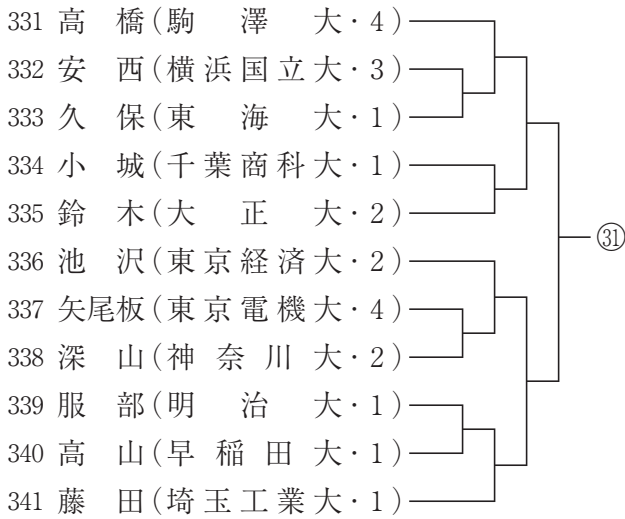 331 高橋(駒澤大・4)
332 安西(横浜国立大・3)
333 久保(東海大・1)
334 小城(千葉商科大・1)
335 鈴木(大正大・2)
㉛
336 池沢(東京経済大・2)
337 矢尾板(東京電機大・4)
338 深山(神奈川大・2)
339 服部(明治大・1)
340 高山(早稲田大・1)
341 藤田(埼玉工業大・1)